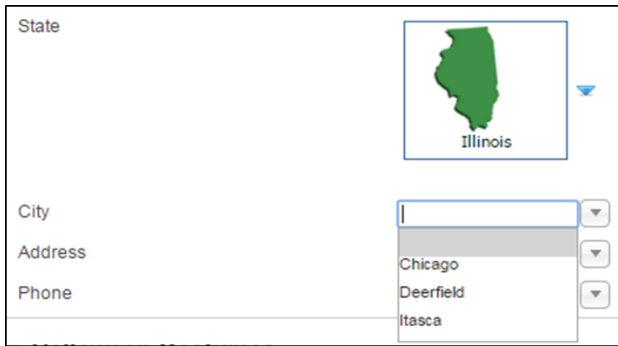 State
Illinois
City
Address
Chicago
Phone
Deerfield
Itasca